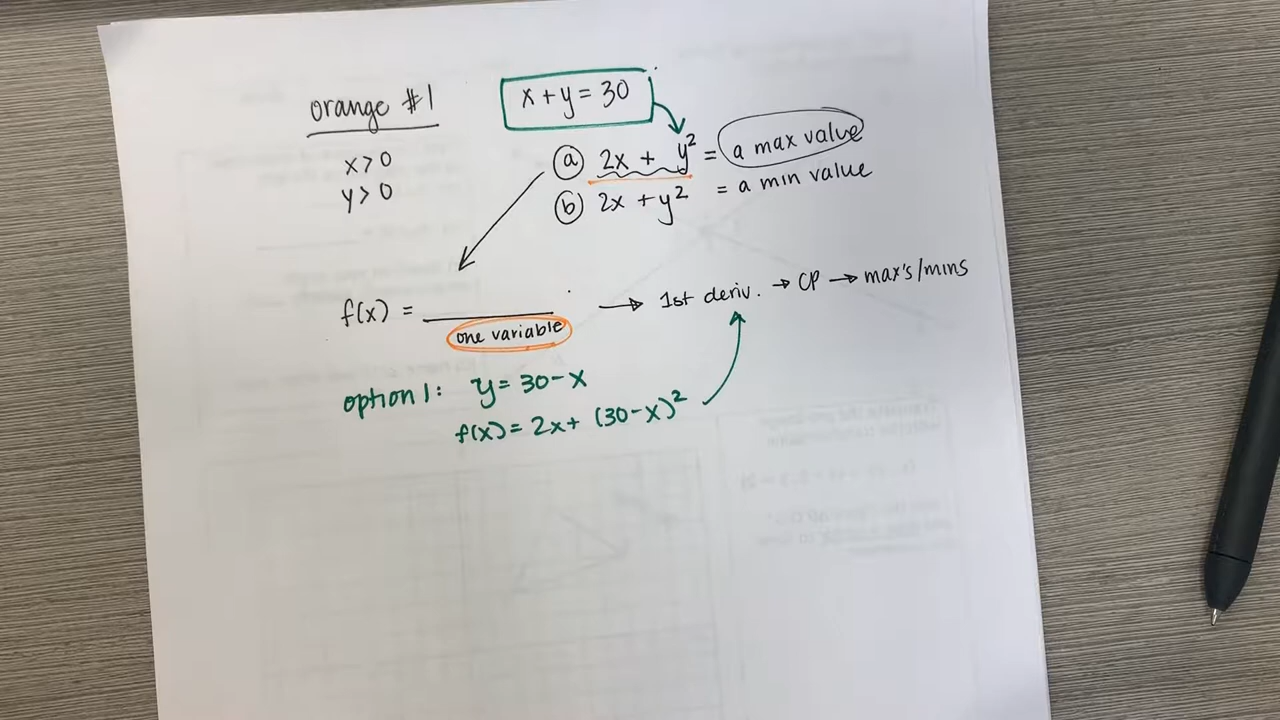 orange #1
x + y = 30
x > 0
y > 0
ⓐ 2x + y² = a max value
ⓑ 2x + y² = a min value
f(x) = ________ → 1st deriv. → CP → max's/mins
one variable
option 1: y = 30 - x
f(x) = 2x + (30 - x)²